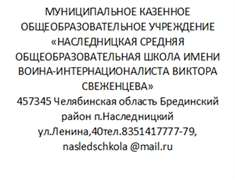 МУНИЦИПАЛЬНОЕ КАЗЕННОЕ
ОБЩЕОБРАЗОВАТЕЛЬНОЕ УЧРЕЖДЕНИЕ
«НАСЛЕДНИЦКАЯ СРЕДНЯЯ
ОБЩЕОБРАЗОВАТЕЛЬНАЯ ШКОЛА ИМЕНИ
ВОИНА-ИНТЕРНАЦИОНАЛИСТА ВИКТОРА
СВЕЖЕНЦЕВА»
457345 Челябинская область Брединский
район п.Наследницкий
ул.Ленина,40тел.8351417777-79,
nasledschkola @mail.ru